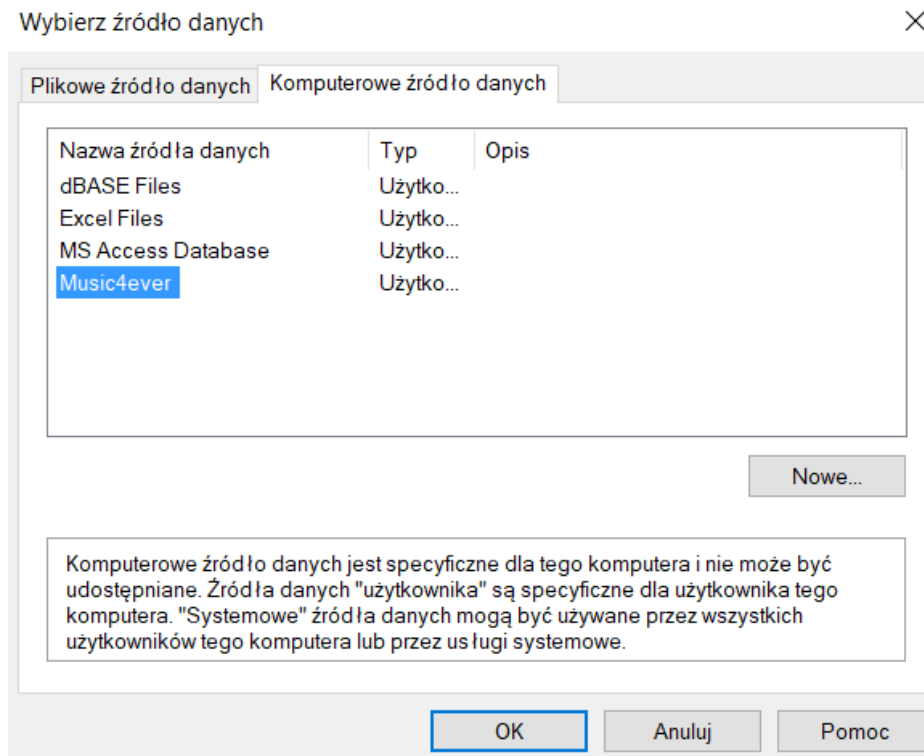 Wybierz źródło danych
Plikowe źródło danych Komputerowe źródło danych
Nazwa źródła danych Typ Opis
dBASE Files Użytko...
Excel Files Użytko...
MS Access Database Użytko...
Music4ever Użytko...
Nowe...
Komputerowe źródło danych jest specyficzne dla tego komputera i nie może być
udostępniane. Źródła danych "użytkownika" są specyficzne dla użytkownika tego
komputera. "Systemowe" źródła danych mogą być używane przez wszystkich
użytkowników tego komputera lub przez usługi systemowe.
OK Anuluj Pomoc